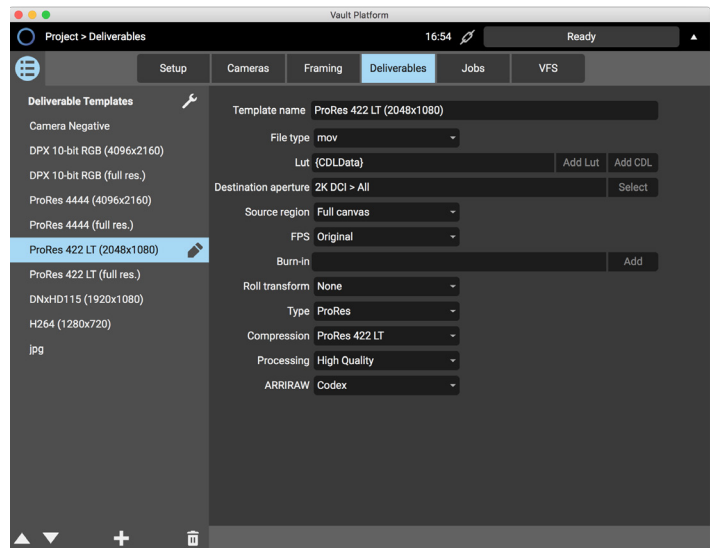 Vault Platform
Project > Deliverables 16:54 Ready
Setup Cameras Framing Deliverables Jobs VFS
Deliverable Templates
Camera Negative
DPX 10-bit RGB (4096x2160)
DPX 10-bit RGB (full res.)
ProRes 4444 (4096x2160)
ProRes 4444 (full res.)
ProRes 422 LT (2048x1080)
ProRes 422 LT (full res.)
DNxHD115 (1920x1080)
H264 (1280x720)
jpg
Template name ProRes 422 LT (2048x1080)
File type mov
Lut {CDLData} Add Lut Add CDL
Destination aperture 2K DCI > All Select
Source region Full canvas
FPS Original
Burn-in Add
Roll transform None
Type ProRes
Compression ProRes 422 LT
Processing High Quality
ARRIRAW Codex